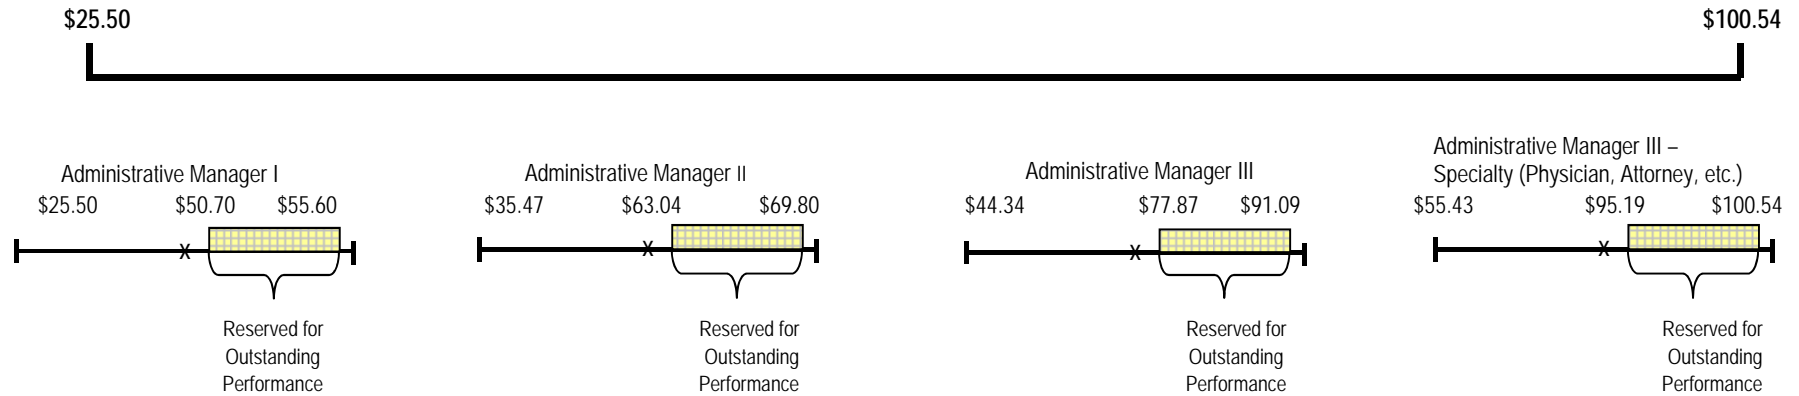 $25.50 $100.54
Administrative Manager I
$25.50 $50.70 $55.60
x
Reserved for
Outstanding
Performance
Administrative Manager II
$35.47 $63.04 $69.80
x
Reserved for
Outstanding
Performance
Administrative Manager III
$44.34 $77.87 $91.09
x
Reserved for
Outstanding
Performance
Administrative Manager III –
Specialty (Physician, Attorney, etc.)
$55.43 $95.19 $100.54
x
Reserved for
Outstanding
Performance